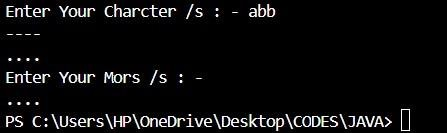 Enter Your Charcter /s : - abb
----
....
Enter Your Mors /s : -
....
PS C:\Users\HP\OneDrive\Desktop\CODES\JAVA>